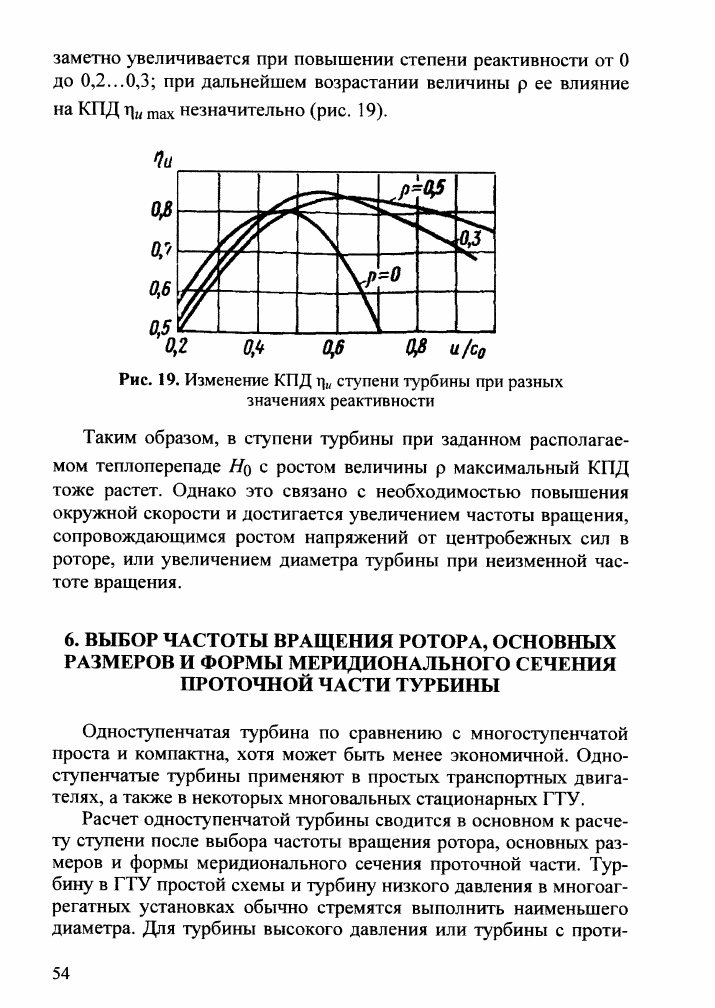 заметно увеличивается при повышении степени реактивности от 0
до 0,2...0,3; при дальнейшем возрастании величины ρ ее влияние
на КПД ηu max незначительно (рис. 19).
ηu
0,8
0,7
0,6
0,5
ρ=0,5
0,3
ρ=0
0,2 0,4 0,6 0,8 u/c0
Рис. 19. Изменение КПД ηu ступени турбины при разных
значениях реактивности
Таким образом, в ступени турбины при заданном располагае-
мом теплоперепаде H0 с ростом величины ρ максимальный КПД
тоже растет. Однако это связано с необходимостью повышения
окружной скорости и достигается увеличением частоты вращения,
сопровождающимся ростом напряжений от центробежных сил в
роторе, или увеличением диаметра турбины при неизменной час-
тоте вращения.
6. ВЫБОР ЧАСТОТЫ ВРАЩЕНИЯ РОТОРА, ОСНОВНЫХ
РАЗМЕРОВ И ФОРМЫ МЕРИДИОНАЛЬНОГО СЕЧЕНИЯ
ПРОТОЧНОЙ ЧАСТИ ТУРБИНЫ
Одноступенчатая турбина по сравнению с многоступенчатой
проста и компактна, хотя может быть менее экономичной. Одно-
ступенчатые турбины применяют в простых транспортных двига-
телях, а также в некоторых многовальных стационарных ГТУ.
Расчет одноступенчатой турбины сводится в основном к расче-
ту ступени после выбора частоты вращения ротора, основных раз-
меров и формы меридионального сечения проточной части. Тур-
бину в ГТУ простой схемы и турбину низкого давления в многоаг-
регатных установках обычно стремятся выполнить наименьшего
диаметра. Для турбины высокого давления или турбины с проти-
54